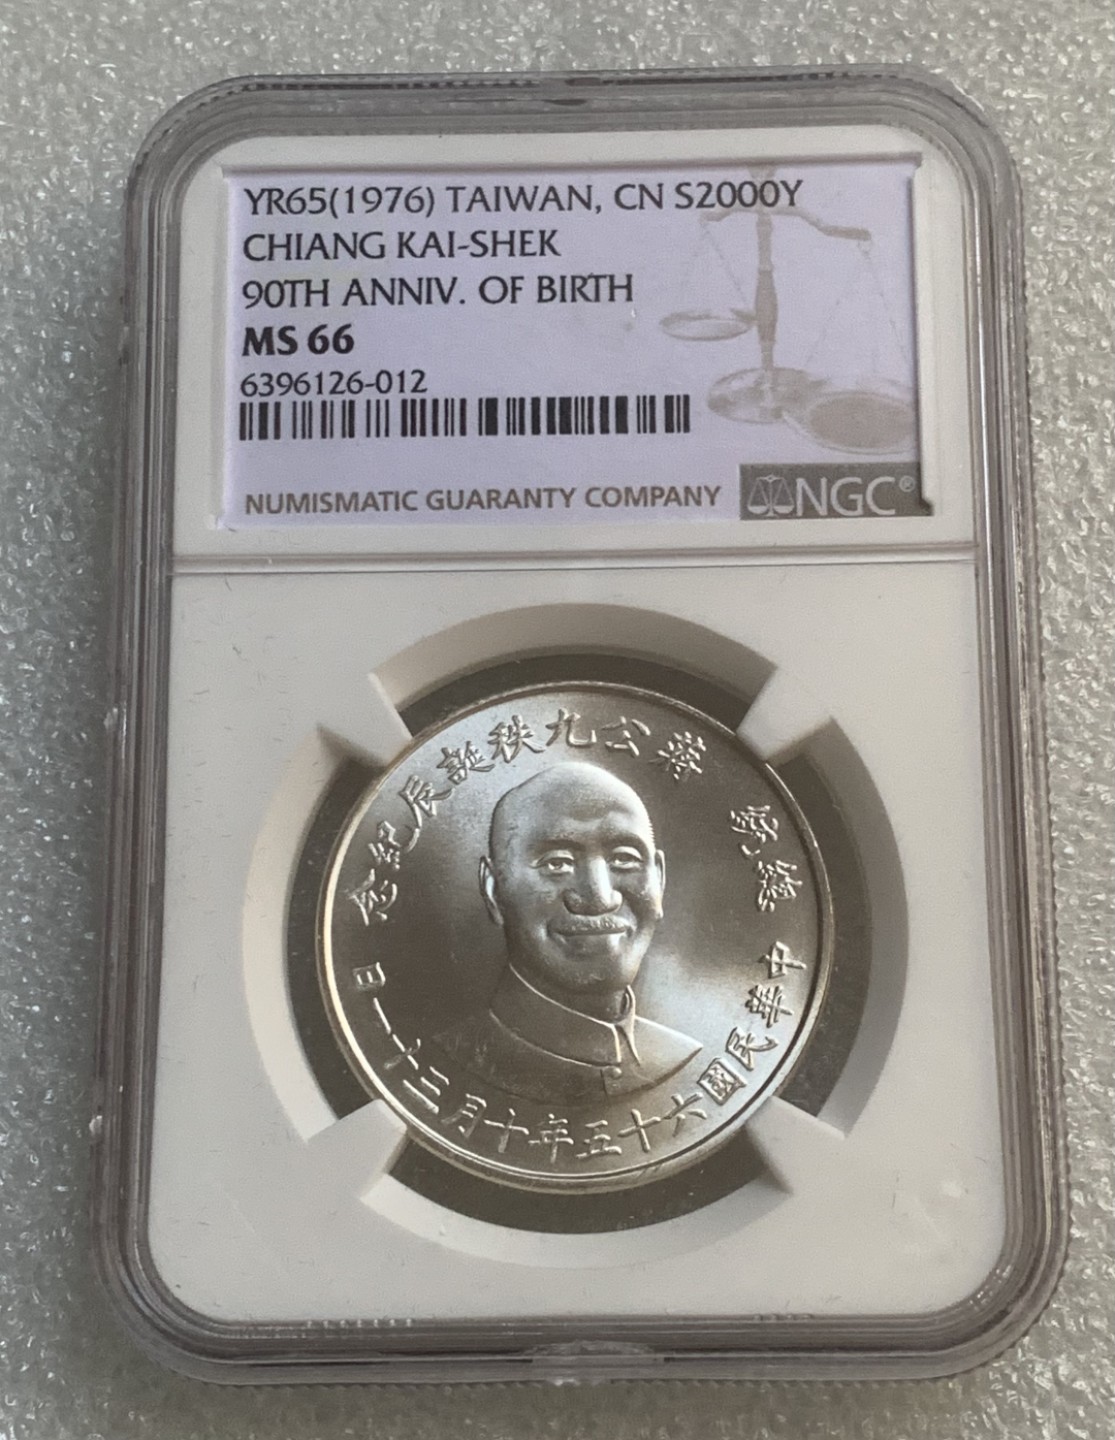 YR65(1976) TAIWAN, CN S2000Y
CHIANG KAI-SHEK
90TH ANNIV. OF BIRTH
MS 66
6396126-012
NUMISMATIC GUARANTY COMPANY
NGC®
總統
蔣公九秩誕辰紀念
中華民國六十五年十月三十一日